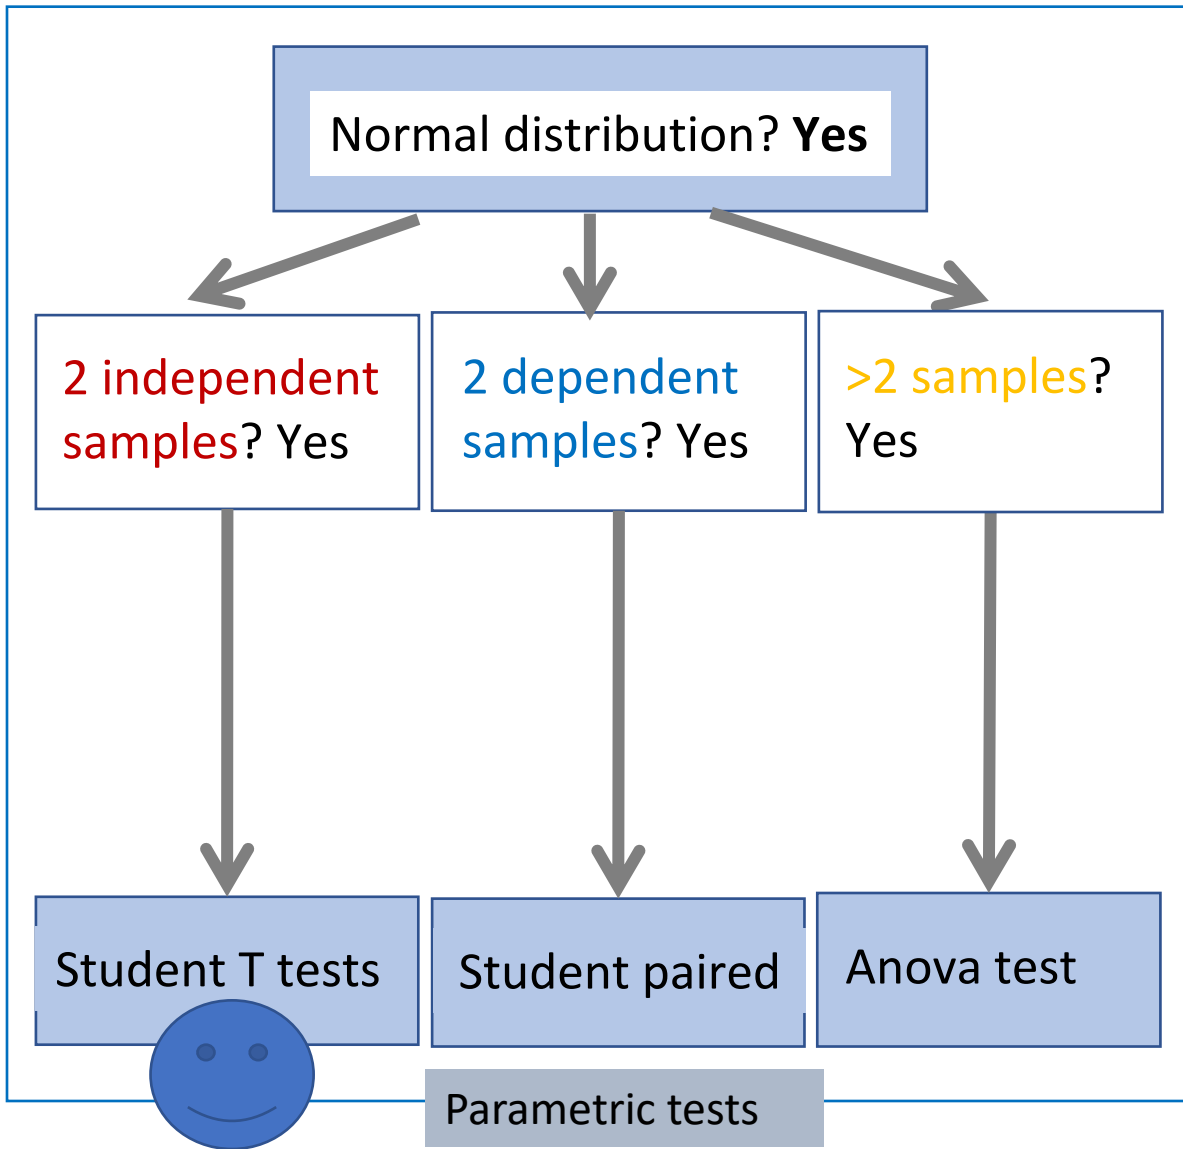 Normal distribution? Yes
2 independent
samples? Yes
2 dependent
samples? Yes
>2 samples?
Yes
Student T tests
Student paired
Anova test
Parametric tests